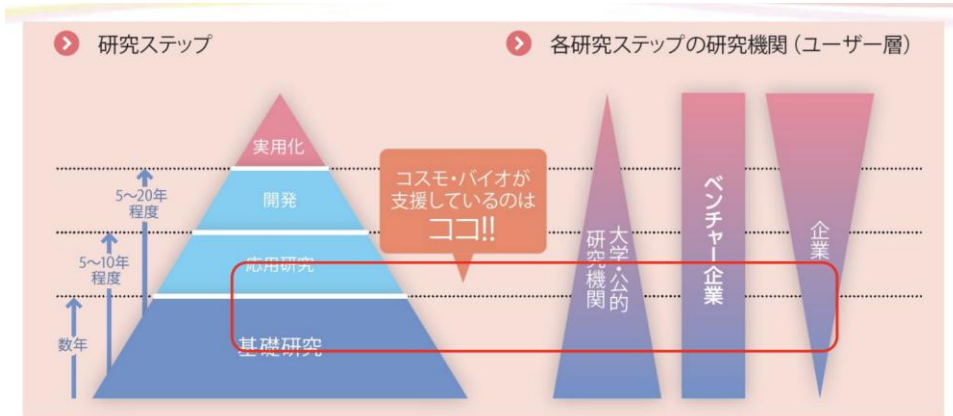 研究ステップ
各研究ステップの研究機関（ユーザー層）
実用化
開発
応用研究
基礎研究
5〜20年
程度
5〜10年
程度
数年
コスモ・バイオが
支援しているのは
ココ!!
大学・公的
研究機関
ベンチャー企業
企業